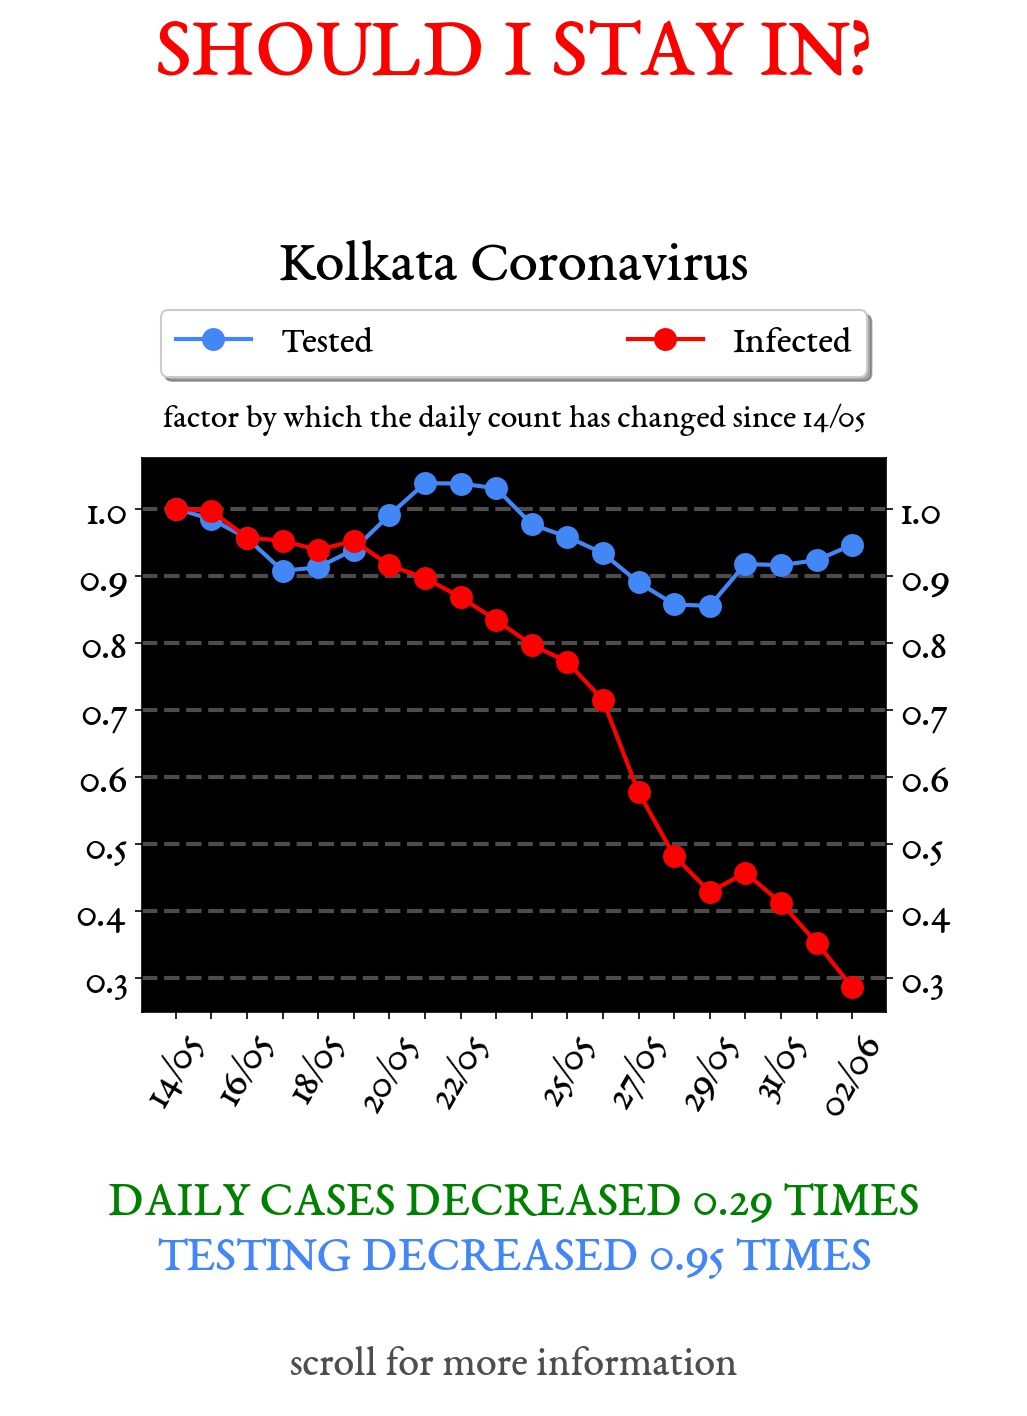 SHOULD I STAY IN?
Kolkata Coronavirus
Tested Infected
factor by which the daily count has changed since 14/05
1.0 1.0
0.9 0.9
0.8 0.8
0.7 0.7
0.6 0.6
0.5 0.5
0.4 0.4
0.3 0.3
14/05 16/05 18/05 20/05 22/05 25/05 27/05 29/05 31/05 02/06
DAILY CASES DECREASED 0.29 TIMES
TESTING DECREASED 0.95 TIMES
scroll for more information